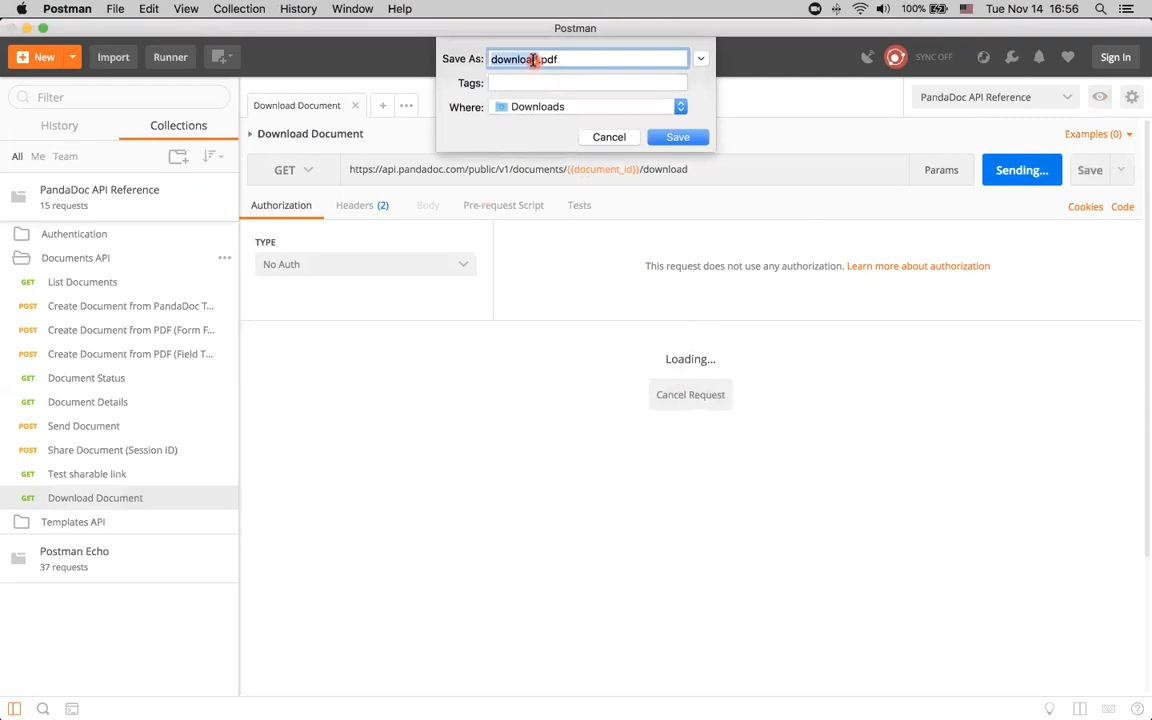 Postman File Edit View Collection History Window Help 100% Tue Nov 14 16:56
Postman
New Import Runner SYNC OFF Sign In
Save As: download.pdf
Tags:
Where: Downloads
Cancel Save
Filter
History Collections
All Me Team
PandaDoc API Reference
15 requests
Authentication
Documents API
GET List Documents
POST Create Document from PandaDoc T...
POST Create Document from PDF (Form F...
POST Create Document from PDF (Field T...
GET Document Status
GET Document Details
POST Send Document
POST Share Document (Session ID)
GET Test sharable link
GET Download Document
Templates API
Postman Echo
37 requests
Download Document
PandaDoc API Reference
Download Document
Examples (0)
GET https://api.pandadoc.com/public/v1/documents/{{document_id}}/download Params Sending... Save
Authorization Headers (2) Body Pre-request Script Tests Cookies Code
TYPE
No Auth
This request does not use any authorization. Learn more about authorization
Loading...
Cancel Request